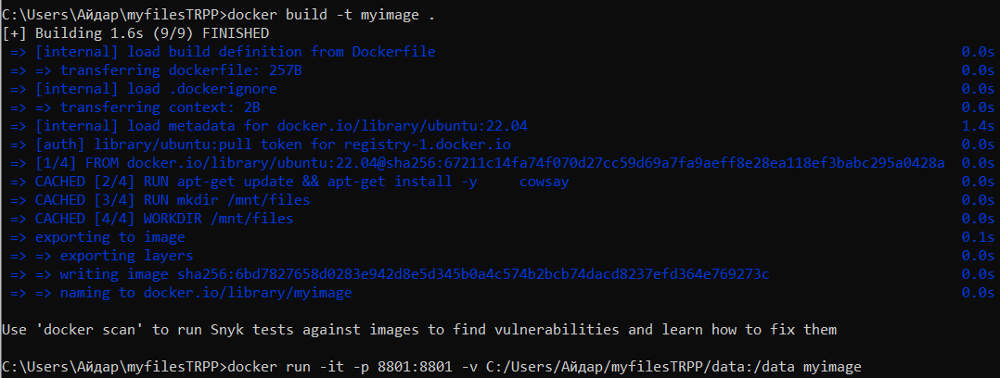 C:\Users\Айдар\myfilesTRPP>docker build -t myimage .
[+] Building 1.6s (9/9) FINISHED
=> [internal] load build definition from Dockerfile 0.0s
=> => transferring dockerfile: 257B 0.0s
=> [internal] load .dockerignore 0.0s
=> => transferring context: 2B 0.0s
=> [internal] load metadata for docker.io/library/ubuntu:22.04 1.4s
=> [auth] library/ubuntu:pull token for registry-1.docker.io 0.0s
=> [1/4] FROM docker.io/library/ubuntu:22.04@sha256:67211c14fa74f070d27cc59d69a7fa9aeff8e28ea118ef3babc295a0428a 0.0s
=> CACHED [2/4] RUN apt-get update && apt-get install -y     cowsay 0.0s
=> CACHED [3/4] RUN mkdir /mnt/files 0.0s
=> CACHED [4/4] WORKDIR /mnt/files 0.0s
=> exporting to image 0.1s
=> => exporting layers 0.0s
=> => writing image sha256:6bd7827658d0283e942d8e5d345b0a4c574b2bcb74dacd8237efd364e769273c 0.0s
=> => naming to docker.io/library/myimage 0.0s
Use 'docker scan' to run Snyk tests against images to find vulnerabilities and learn how to fix them
C:\Users\Айдар\myfilesTRPP>docker run -it -p 8801:8801 -v C:/Users/Айдар/myfilesTRPP/data:/data myimage